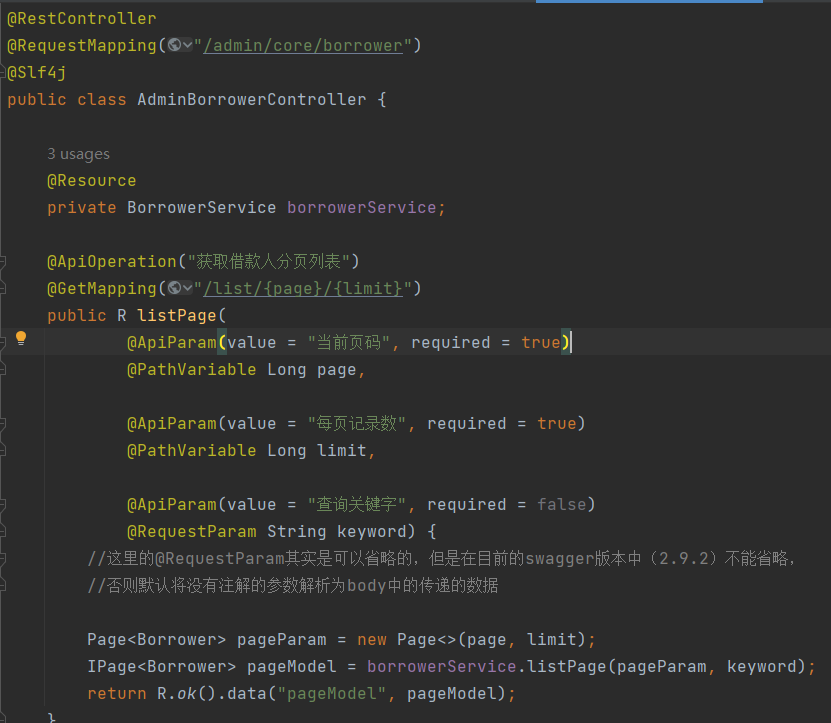 @RestController
@RequestMapping("/admin/core/borrower")
@Slf4j
public class AdminBorrowerController {
3 usages
@Resource
private BorrowerService borrowerService;
@ApiOperation("获取借款人分页列表")
@GetMapping("/list/{page}/{limit}")
public R listPage(
@ApiParam(value = "当前页码", required = true)
@PathVariable Long page,
@ApiParam(value = "每页记录数", required = true)
@PathVariable Long limit,
@ApiParam(value = "查询关键字", required = false)
@RequestParam String keyword) {
//这里的@RequestParam其实是可以省略的，但是在目前的swagger版本中（2.9.2）不能省略，
//否则默认将没有注解的参数解析为body中的传递的数据
Page<Borrower> pageParam = new Page<>(page, limit);
IPage<Borrower> pageModel = borrowerService.listPage(pageParam, keyword);
return R.ok().data("pageModel", pageModel);
}